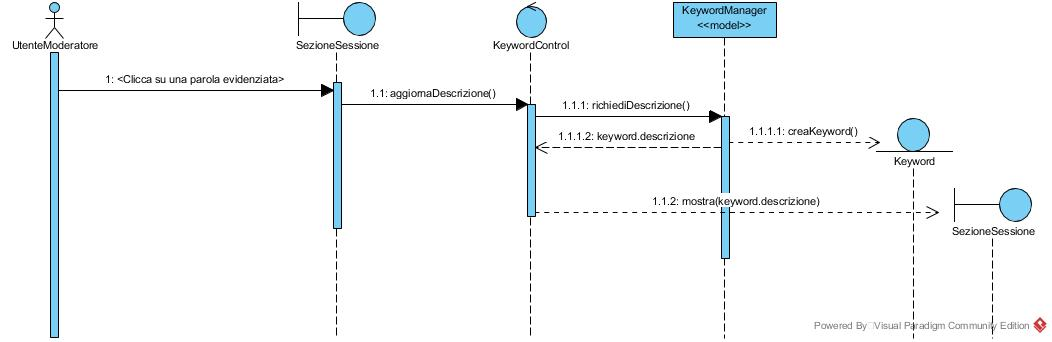 UtenteModeratore
SezioneSessione
KeywordControl
KeywordManager
<<model>>
1: <Clicca su una parola evidenziata>
1.1: aggiornaDescrizione()
1.1.1: richiediDescrizione()
1.1.1.1: creaKeyword()
1.1.1.2: keyword.descrizione
Keyword
1.1.2: mostra(keyword.descrizione)
SezioneSessione
Powered By Visual Paradigm Community Edition